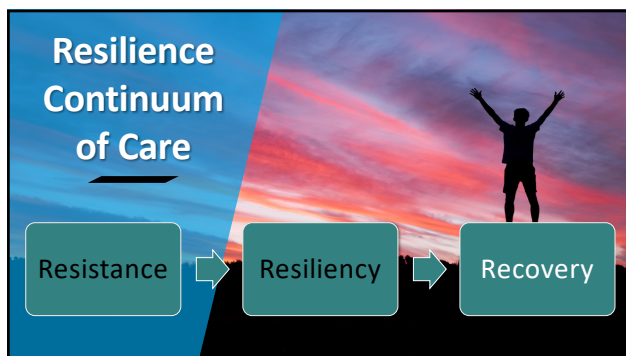 Resilience
Continuum
of Care
Resistance
Resiliency
Recovery